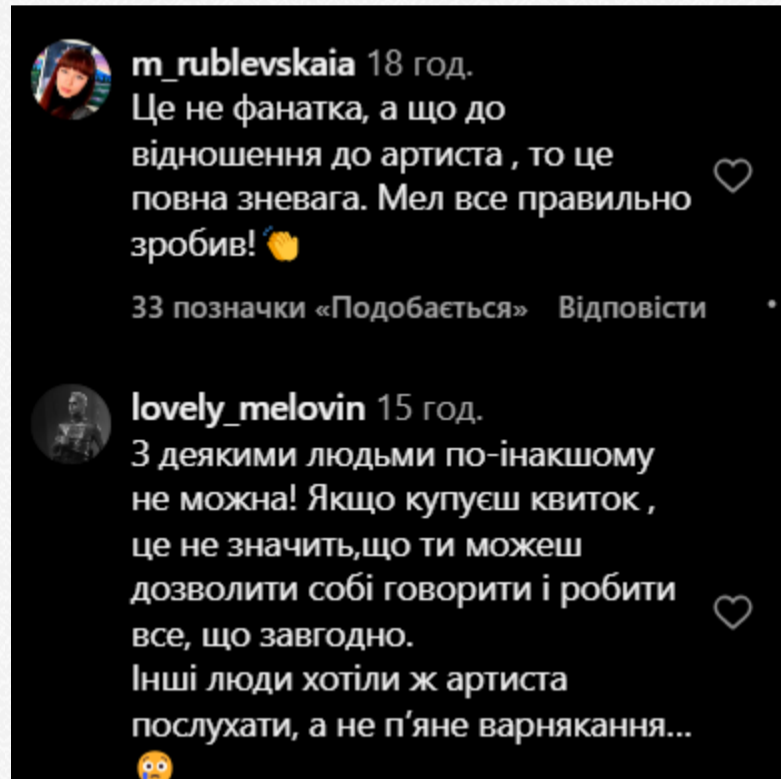 m_rublevskaia 18 год.
Це не фанатка, а що до
відношення до артиста , то це
повна зневага. Мел все правильно
зробив! 👏
33 позначки «Подобається» Відповісти
lovely_melovin 15 год.
З деякими людьми по-інакшому
не можна! Якщо купуєш квиток ,
це не значить,що ти можеш
дозволити собі говорити і робити
все, що завгодно.
Інші люди хотіли ж артиста
послухати, а не п’яне варнякання...
😢